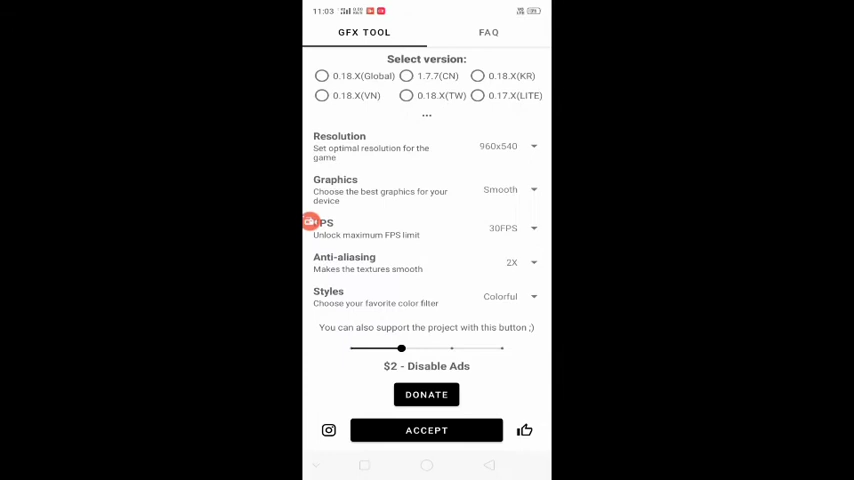 11:03
GFX TOOL FAQ
Select version:
0.18.X(Global) 1.7.7(CN) 0.18.X(KR)
0.18.X(VN) 0.18.X(TW) 0.17.X(LITE)
...
Resolution
Set optimal resolution for the
game
960x540
Graphics
Choose the best graphics for your
device
Smooth
PS
Unlock maximum FPS limit
30FPS
Anti-aliasing
Makes the textures smooth
2X
Styles
Choose your favorite color filter
Colorful
You can also support the project with this button ;)
$2 - Disable Ads
DONATE
ACCEPT